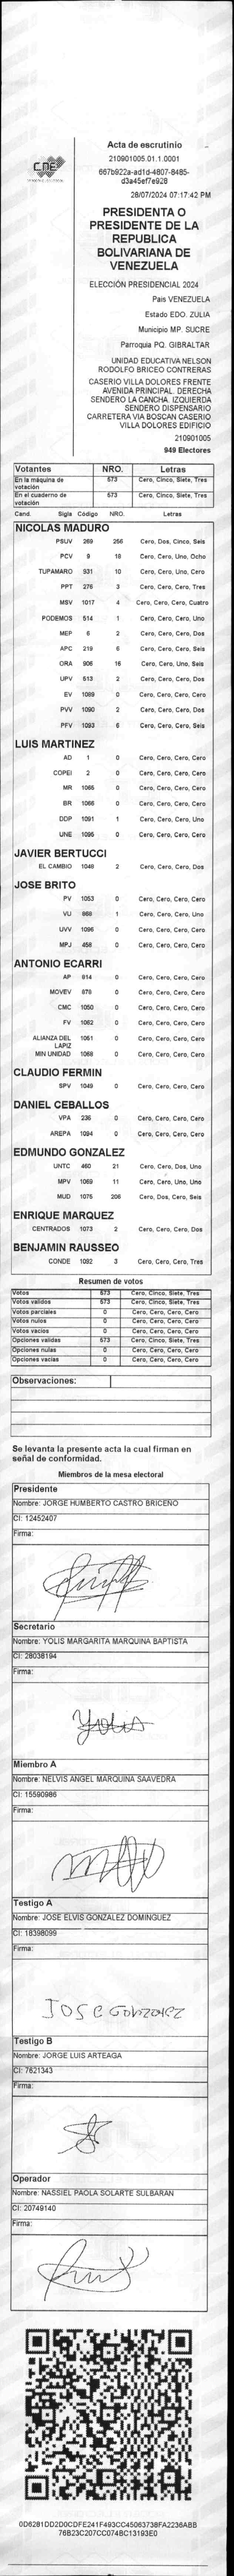 CNE
Acta de escrutinio
210901005.01.1.0001
667b922a-ad1d-4807-8485-
d3a45ef7e928
28/07/2024 07:17:42 PM
PRESIDENTA O
PRESIDENTE DE LA
REPUBLICA
BOLIVARIANA DE
VENEZUELA
ELECCIÓN PRESIDENCIAL 2024
Pais VENEZUELA
Estado EDO. ZULIA
Municipio MP. SUCRE
Parroquia PQ. GIBRALTAR
UNIDAD EDUCATIVA NELSON
RODOLFO BRICEO CONTRERAS
CASERIO VILLA DOLORES FRENTE
AVENIDA PRINCIPAL. DERECHA
SENDERO LA CANCHA. IZQUIERDA
SENDERO DISPENSARIO
CARRETERA VIA BOSCAN CASERIO
VILLA DOLORES EDIFICIO
210901005
949 Electores
Votantes NRO. Letras
En la máquina de votación 573 Cero, Cinco, Siete, Tres
En el cuaderno de votación 573 Cero, Cinco, Siete, Tres
Cand. Sigla Código NRO. Letras
NICOLAS MADURO
PSUV 269 256 Cero, Dos, Cinco, Seis
PCV 9 18 Cero, Cero, Uno, Ocho
TUPAMARO 931 10 Cero, Cero, Uno, Cero
PPT 276 3 Cero, Cero, Cero, Tres
MSV 1017 4 Cero, Cero, Cero, Cuatro
PODEMOS 514 1 Cero, Cero, Cero, Uno
MEP 6 2 Cero, Cero, Cero, Dos
APC 219 6 Cero, Cero, Cero, Seis
ORA 906 16 Cero, Cero, Uno, Seis
UPV 513 2 Cero, Cero, Cero, Dos
EV 1089 0 Cero, Cero, Cero, Cero
PVV 1090 2 Cero, Cero, Cero, Dos
PFV 1093 6 Cero, Cero, Cero, Seis
LUIS MARTINEZ
AD 1 0 Cero, Cero, Cero, Cero
COPEI 2 0 Cero, Cero, Cero, Cero
MR 1065 0 Cero, Cero, Cero, Cero
BR 1066 0 Cero, Cero, Cero, Cero
DDP 1091 1 Cero, Cero, Cero, Uno
UNE 1095 0 Cero, Cero, Cero, Cero
JAVIER BERTUCCI
EL CAMBIO 1048 2 Cero, Cero, Cero, Dos
JOSE BRITO
PV 1053 0 Cero, Cero, Cero, Cero
VU 868 1 Cero, Cero, Cero, Uno
UVV 1096 0 Cero, Cero, Cero, Cero
MPJ 458 0 Cero, Cero, Cero, Cero
ANTONIO ECARRI
AP 814 0 Cero, Cero, Cero, Cero
MOVEV 878 0 Cero, Cero, Cero, Cero
CMC 1050 0 Cero, Cero, Cero, Cero
FV 1062 0 Cero, Cero, Cero, Cero
ALIANZA DEL LAPIZ 1051 0 Cero, Cero, Cero, Cero
MIN UNIDAD 1068 0 Cero, Cero, Cero, Cero
CLAUDIO FERMIN
SPV 1049 0 Cero, Cero, Cero, Cero
DANIEL CEBALLOS
VPA 236 0 Cero, Cero, Cero, Cero
AREPA 1094 0 Cero, Cero, Cero, Cero
EDMUNDO GONZALEZ
UNTC 460 21 Cero, Cero, Dos, Uno
MPV 1069 11 Cero, Cero, Uno, Uno
MUD 1075 206 Cero, Dos, Cero, Seis
ENRIQUE MARQUEZ
CENTRADOS 1073 2 Cero, Cero, Cero, Dos
BENJAMIN RAUSSEO
CONDE 1092 3 Cero, Cero, Cero, Tres
Resumen de votos
Votos 573 Cero, Cinco, Siete, Tres
Votos validos 573 Cero, Cinco, Siete, Tres
Votos parciales 0 Cero, Cero, Cero, Cero
Votos nulos 0 Cero, Cero, Cero, Cero
Votos vacios 0 Cero, Cero, Cero, Cero
Opciones validas 573 Cero, Cinco, Siete, Tres
Opciones nulas 0 Cero, Cero, Cero, Cero
Opciones vacias 0 Cero, Cero, Cero, Cero
Observaciones:
Se levanta la presente acta la cual firman en
señal de conformidad.
Miembros de la mesa electoral
Presidente
Nombre: JORGE HUMBERTO CASTRO BRICEÑO
CI: 12452407
Firma:
Secretario
Nombre: YOLIS MARGARITA MARQUINA BAPTISTA
CI: 28038194
Firma:
Yolis
Miembro A
Nombre: NELVIS ANGEL MARQUINA SAAVEDRA
CI: 15590986
Firma:
Testigo A
Nombre: JOSE ELVIS GONZALEZ DOMINGUEZ
CI: 18398099
Firma:
JOSE GONZALEZ
Testigo B
Nombre: JORGE LUIS ARTEAGA
CI: 7621343
Firma:
Operador
Nombre: NASSIEL PAOLA SOLARTE SULBARAN
CI: 20749140
Firma:
0D6281DD2D0CDFE241F493CC45063738FA2236ABB
76B23C207CC074BC13193E0